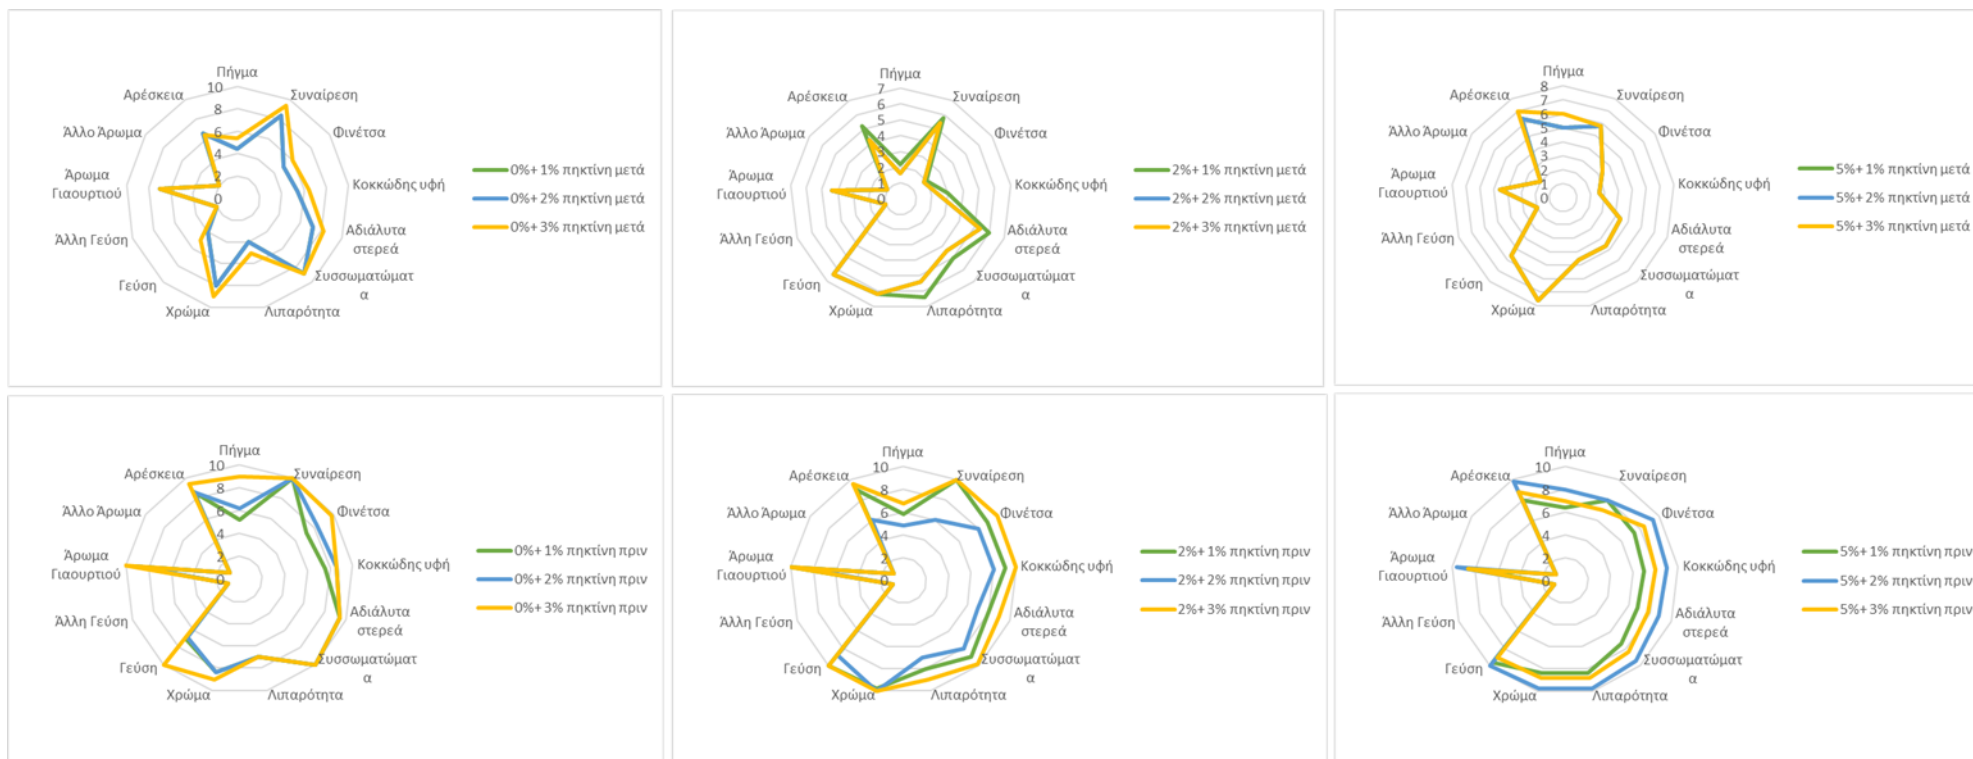 Πήγμα
10
8
6
4
2
0
Συναίρεση
Φινέτσα
Κοκκώδης υφή
Αδιάλυτα
στερεά
Συσσωματώματ
α
Λιπαρότητα
Χρώμα
Γεύση
Άλλη Γεύση
Άρωμα
Γιαουρτιού
Άλλο Άρωμα
Αρέσκεια
0%+1% πηκτίνη μετά
0%+2% πηκτίνη μετά
0%+3% πηκτίνη μετά
Πήγμα
7
6
5
4
3
2
1
0
Συναίρεση
Φινέτσα
Κοκκώδης υφή
Αδιάλυτα
στερεά
Συσσωματώματ
α
Λιπαρότητα
Χρώμα
Γεύση
Άλλη Γεύση
Άρωμα
Γιαουρτιού
Άλλο Άρωμα
Αρέσκεια
2%+1% πηκτίνη μετά
2%+2% πηκτίνη μετά
2%+3% πηκτίνη μετά
Πήγμα
8
7
6
5
4
3
2
1
0
Συναίρεση
Φινέτσα
Κοκκώδης υφή
Αδιάλυτα
στερεά
Συσσωματώματ
α
Λιπαρότητα
Χρώμα
Γεύση
Άλλη Γεύση
Άρωμα
Γιαουρτιού
Άλλο Άρωμα
Αρέσκεια
5%+1% πηκτίνη μετά
5%+2% πηκτίνη μετά
5%+3% πηκτίνη μετά
Πήγμα
10
8
6
4
2
0
Συναίρεση
Φινέτσα
Κοκκώδης υφή
Αδιάλυτα
στερεά
Συσσωματώματ
α
Λιπαρότητα
Χρώμα
Γεύση
Άλλη Γεύση
Άρωμα
Γιαουρτιού
Άλλο Άρωμα
Αρέσκεια
0%+1% πηκτίνη πριν
0%+2% πηκτίνη πριν
0%+3% πηκτίνη πριν
Πήγμα
10
8
6
4
2
0
Συναίρεση
Φινέτσα
Κοκκώδης υφή
Αδιάλυτα
στερεά
Συσσωματώματ
α
Λιπαρότητα
Χρώμα
Γεύση
Άλλη Γεύση
Άρωμα
Γιαουρτιού
Άλλο Άρωμα
Αρέσκεια
2%+1% πηκτίνη πριν
2%+2% πηκτίνη πριν
2%+3% πηκτίνη πριν
Πήγμα
10
8
6
4
2
0
Συναίρεση
Φινέτσα
Κοκκώδης υφή
Αδιάλυτα
στερεά
Συσσωματώματ
α
Λιπαρότητα
Χρώμα
Γεύση
Άλλη Γεύση
Άρωμα
Γιαουρτιού
Άλλο Άρωμα
Αρέσκεια
5%+1% πηκτίνη πριν
5%+2% πηκτίνη πριν
5%+3% πηκτίνη πριν